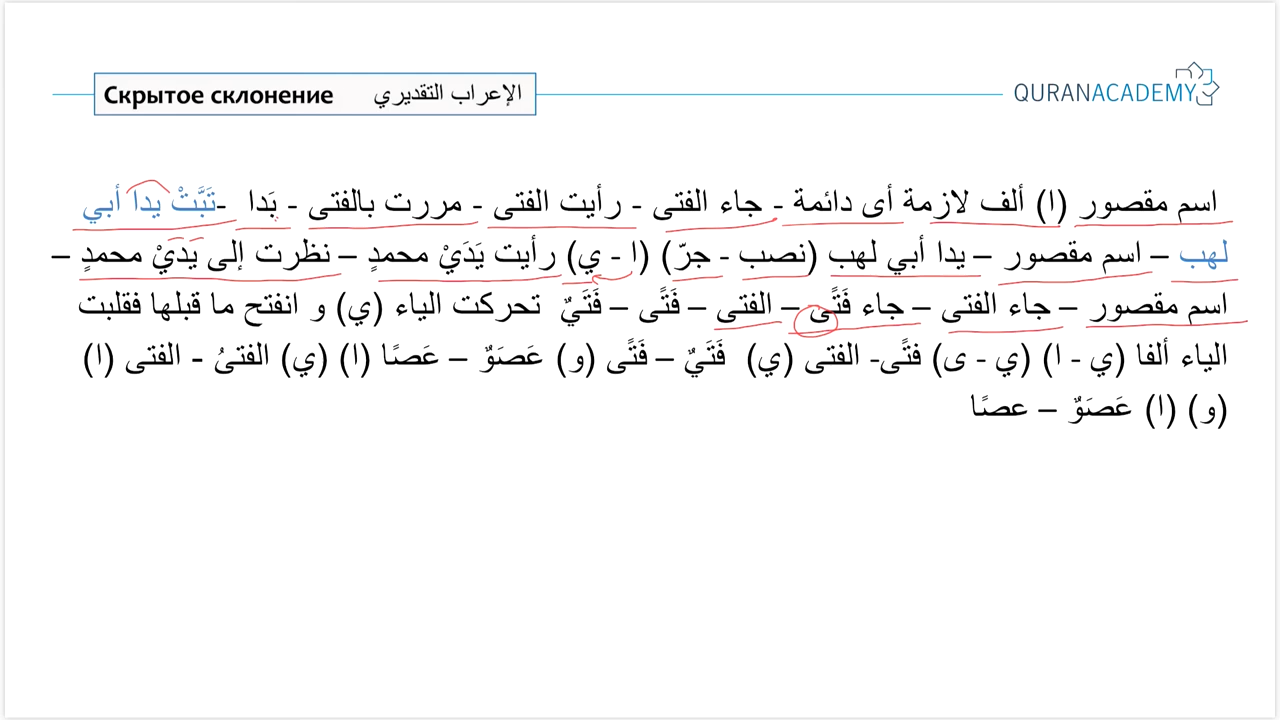 Скрытое склонение الإعراب التقديري
QURANACADEMY
اسم مقصور (ا) ألف لازمة أى دائمة - جاء الفتى - رأيت الفتى - مررت بالفتى - يَدا -تَبَّتْ يدا أبي
لهب – اسم مقصور – يدا أبي لهب (نصب - جرّ) (ا - ي) رأيت يَدَيْ محمدٍ – نظرت إلى يَدَيْ محمدٍ –
اسم مقصور – جاء الفتى – جاء فَتًى – الفتى – فَتًى – فَتَيٌ تحركت الياء (ي) و انفتح ما قبلها فقلبت
الياء ألفا (ي - ا) (ي - ى) فتًى- الفتى (ي) فَتَيٌ – فَتًى (و) عَصَوٌ – عَصًا (ا) (ي) الفتىُ - الفتى (ا)
(و) (ا) عَصَوٌ – عصًا